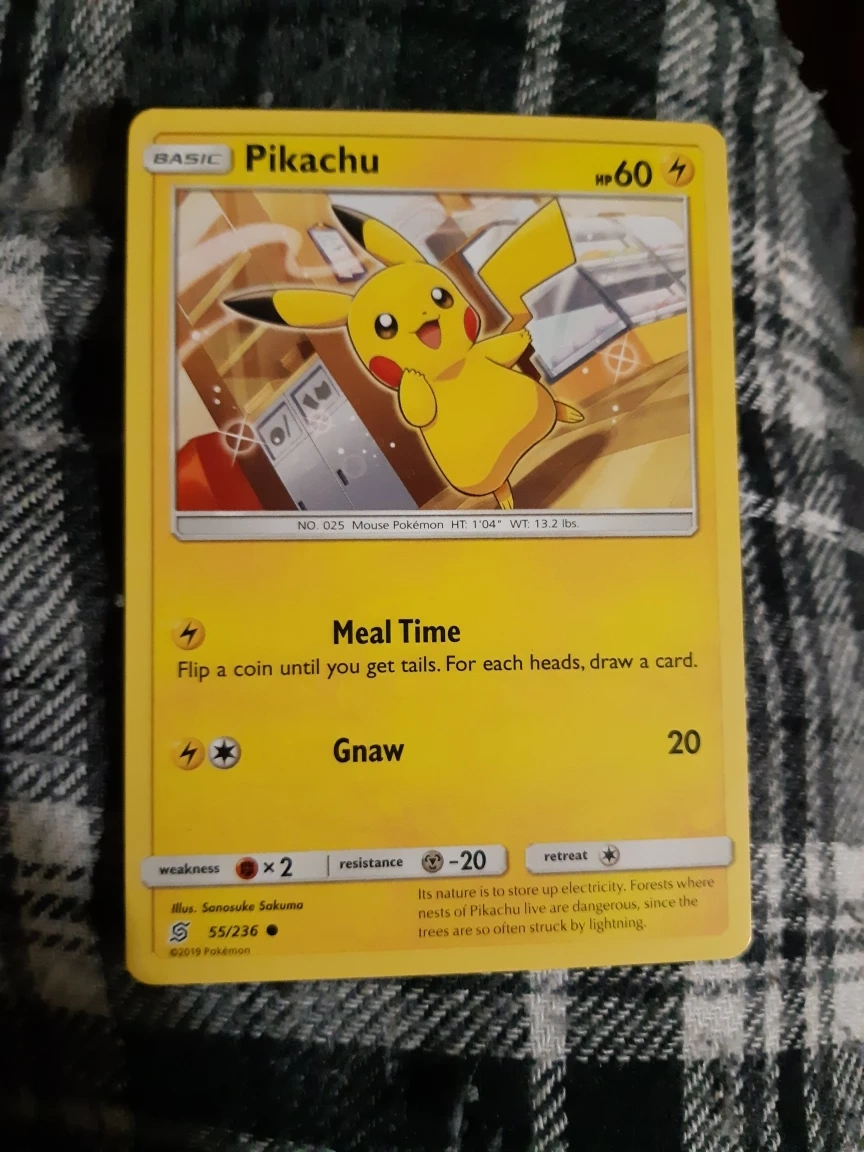 BASIC Pikachu HP60
NO. 025 Mouse Pokémon HT: 1'04" WT: 13.2 lbs.
Meal Time
Flip a coin until you get tails. For each heads, draw a card.
Gnaw 20
weakness ×2 resistance -20 retreat
Its nature is to store up electricity. Forests where
nests of Pikachu live are dangerous, since the
trees are so often struck by lightning.
Illus. Sanosuke Sakuma
55/236
©2019 Pokémon